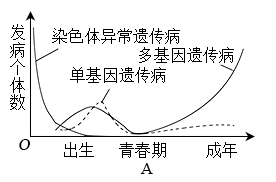 发病个体数
染色体异常遗传病
多基因遗传病
单基因遗传病
O
出生 青春期 成年
A